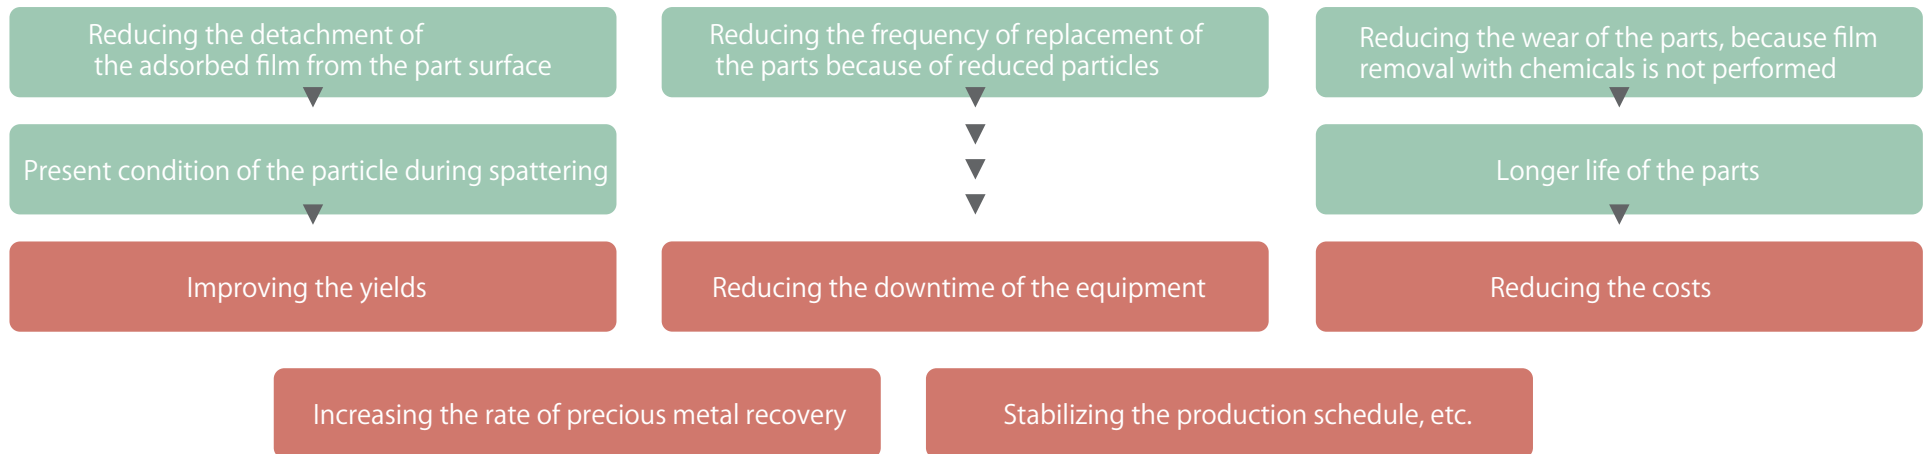 Reducing the detachment of
the adsorbed film from the part surface
Reducing the frequency of replacement of
the parts because of reduced particles
Reducing the wear of the parts, because film
removal with chemicals is not performed
Present condition of the particle during spattering
Longer life of the parts
Improving the yields
Reducing the downtime of the equipment
Reducing the costs
Increasing the rate of precious metal recovery
Stabilizing the production schedule, etc.